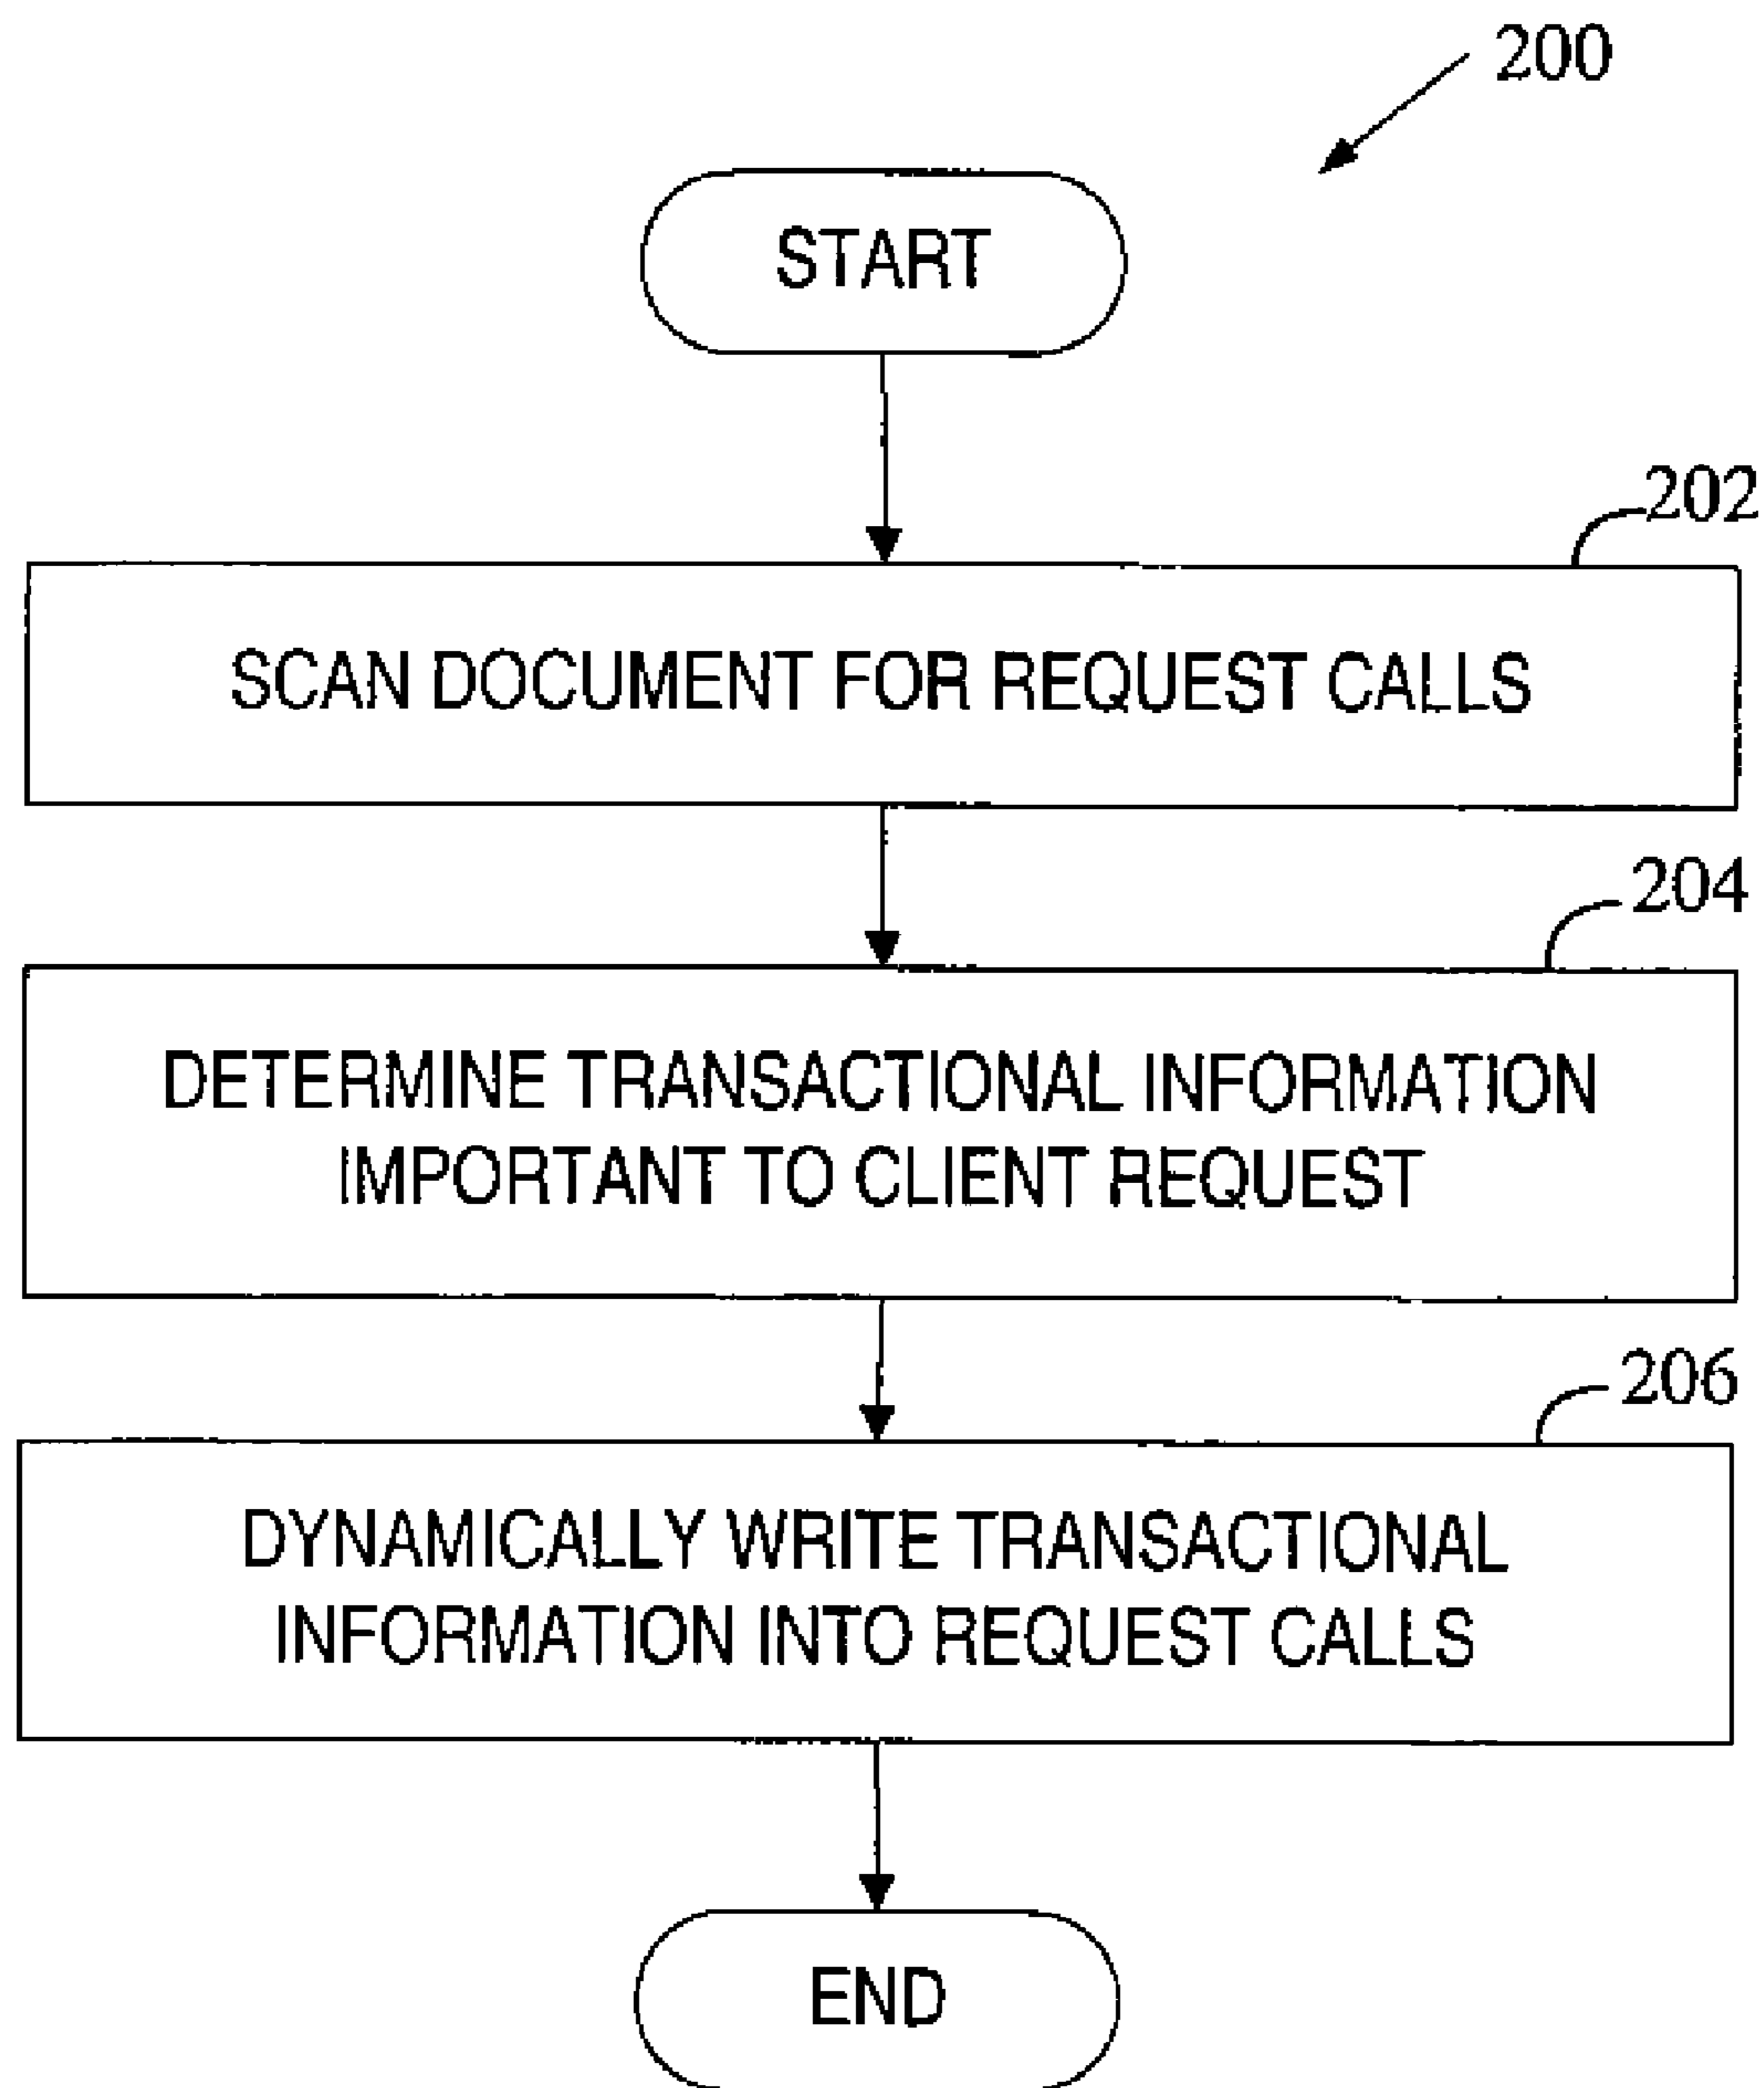 200
START
202
SCAN DOCUMENT FOR REQUEST CALLS
204
DETERMINE TRANSACTIONAL INFORMATION
IMPORTANT TO CLIENT REQUEST
206
DYNAMICALLY WRITE TRANSACTIONAL
INFORMATION INTO REQUEST CALLS
END